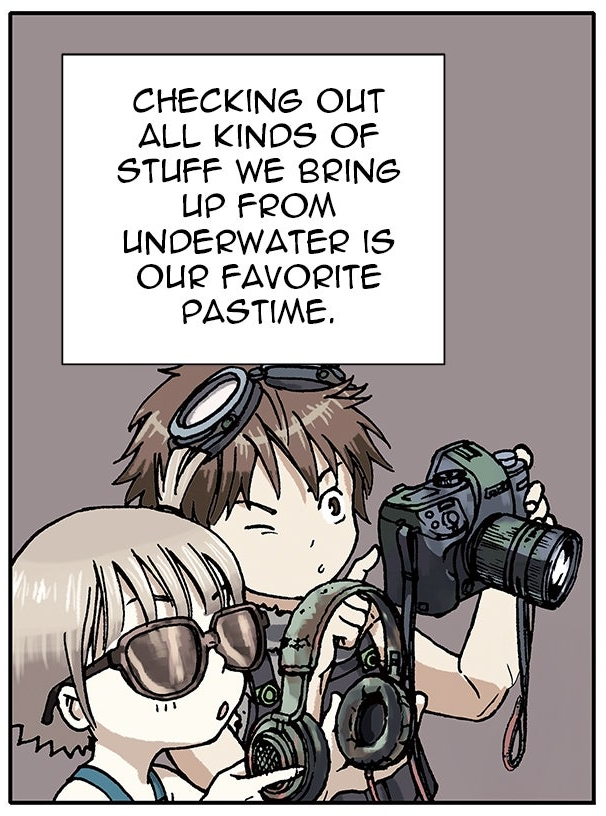 CHECKING OUT
ALL KINDS OF
STUFF WE BRING
UP FROM
UNDERWATER IS
OUR FAVORITE
PASTIME.